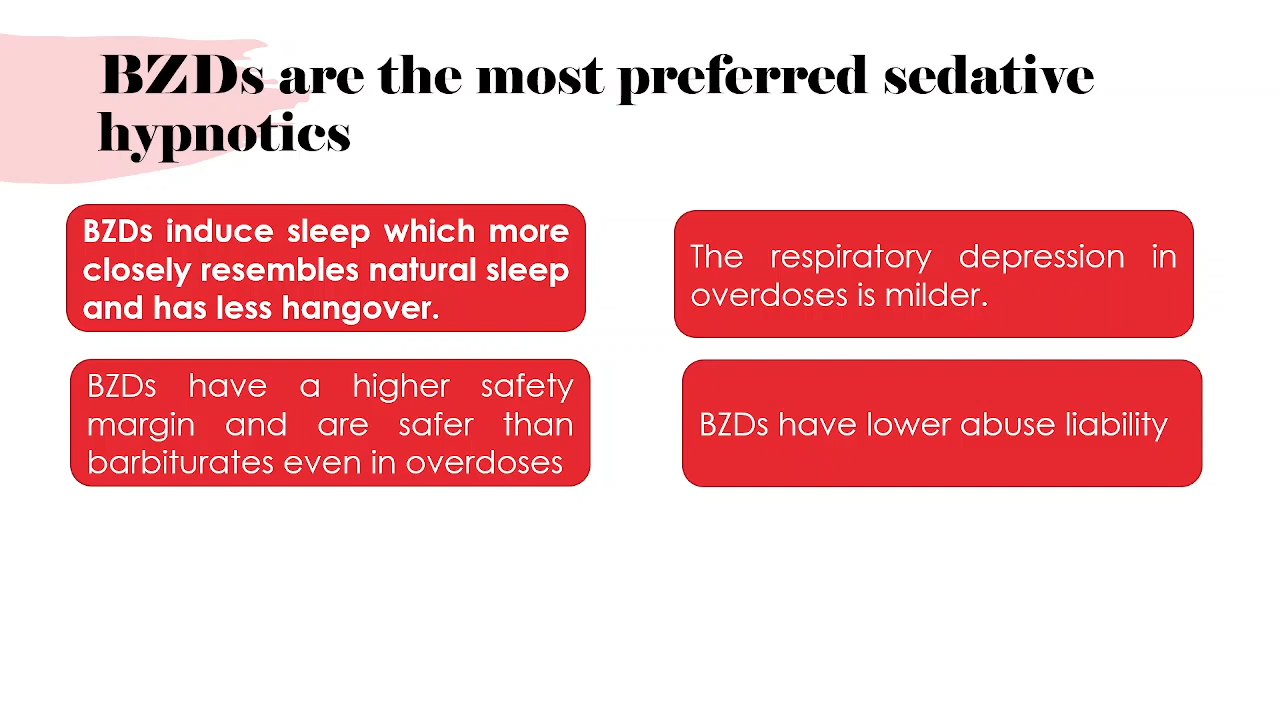 BZDs are the most preferred sedative
hypnotics
BZDs induce sleep which more
closely resembles natural sleep
and has less hangover.
The respiratory depression in
overdoses is milder.
BZDs have a higher safety
margin and are safer than
barbiturates even in overdoses
BZDs have lower abuse liability